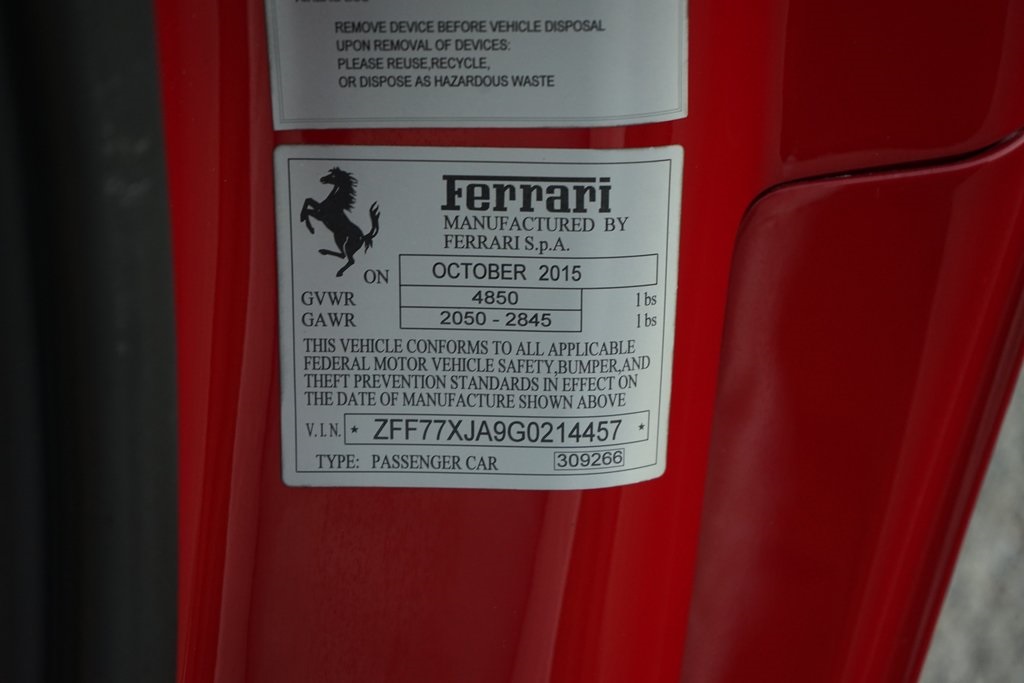 REMOVE DEVICE BEFORE VEHICLE DISPOSAL
UPON REMOVAL OF DEVICES:
PLEASE REUSE,RECYCLE,
OR DISPOSE AS HAZARDOUS WASTE
Ferrari
MANUFACTURED BY
FERRARI S.p.A.
ON OCTOBER 2015
GVWR 4850 lbs
GAWR 2050 - 2845 lbs
THIS VEHICLE CONFORMS TO ALL APPLICABLE
FEDERAL MOTOR VEHICLE SAFETY,BUMPER,AND
THEFT PREVENTION STANDARDS IN EFFECT ON
THE DATE OF MANUFACTURE SHOWN ABOVE
V.I.N. * ZFF77XJA9G0214457 *
TYPE: PASSENGER CAR 309266